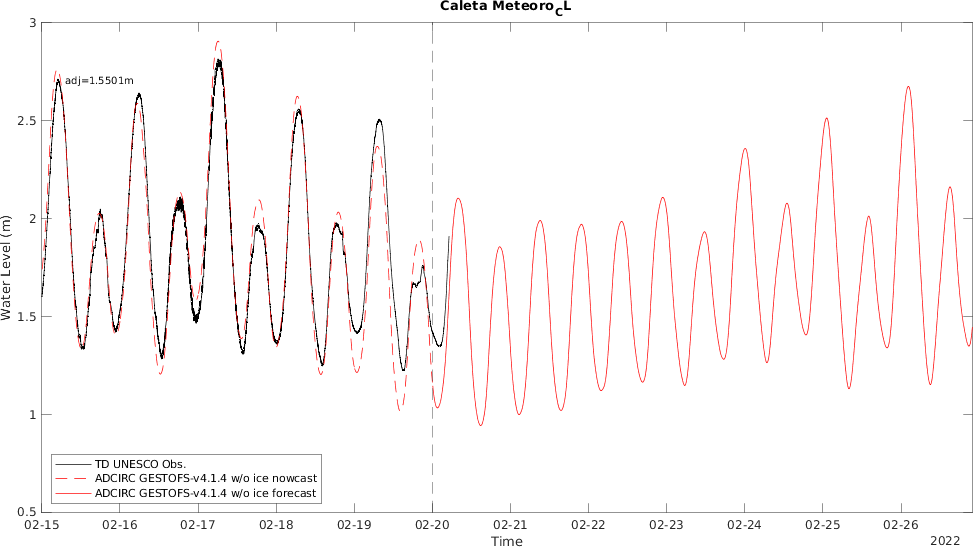 Caleta Meteoro_CL
3
2.5
2
1.5
1
0.5
Water Level (m)
adj=1.5501m
TD UNESCO Obs.
ADCIRC GESTOFS-v4.1.4 w/o ice nowcast
ADCIRC GESTOFS-v4.1.4 w/o ice forecast
02-15 02-16 02-17 02-18 02-19 02-20 02-21 02-22 02-23 02-24 02-25 02-26
Time
2022